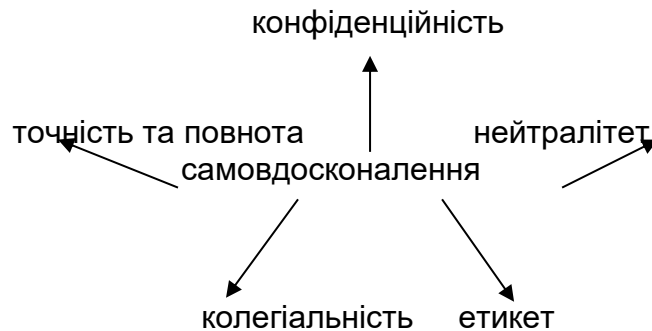 конфіденційність
точність та повнота нейтралітет
самовдосконалення
колегіальність етикет